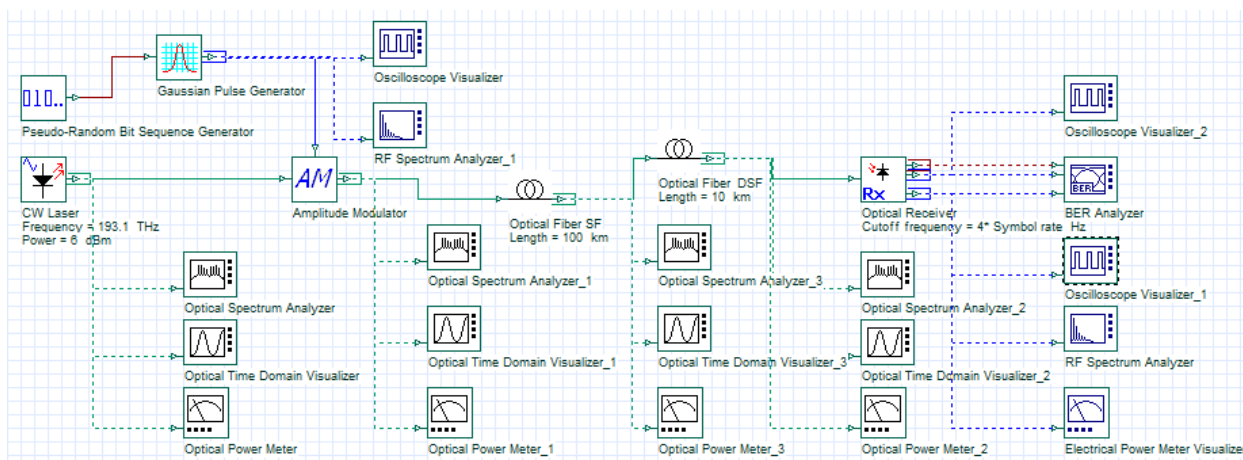 Oscilloscope Visualizer
Gaussian Pulse Generator
010..
Pseudo-Random Bit Sequence Generator
RF Spectrum Analyzer_1
Oscilloscope Visualizer_2
AM
CW Laser
Frequency = 193.1 THz
Power = 6 dBm
Amplitude Modulator
Optical Fiber SF
Length = 100 km
Optical Fiber DSF
Length = 10 km
Rx
Optical Receiver
Cutoff frequency = 4* Symbol rate Hz
BER
BER Analyzer
Optical Spectrum Analyzer
Optical Spectrum Analyzer_1
Optical Spectrum Analyzer_3
Optical Spectrum Analyzer_2
Oscilloscope Visualizer_1
Optical Time Domain Visualizer
Optical Time Domain Visualizer_1
Optical Time Domain Visualizer_3
Optical Time Domain Visualizer_2
RF Spectrum Analyzer
Optical Power Meter
Optical Power Meter_1
Optical Power Meter_3
Optical Power Meter_2
Electrical Power Meter Visualize